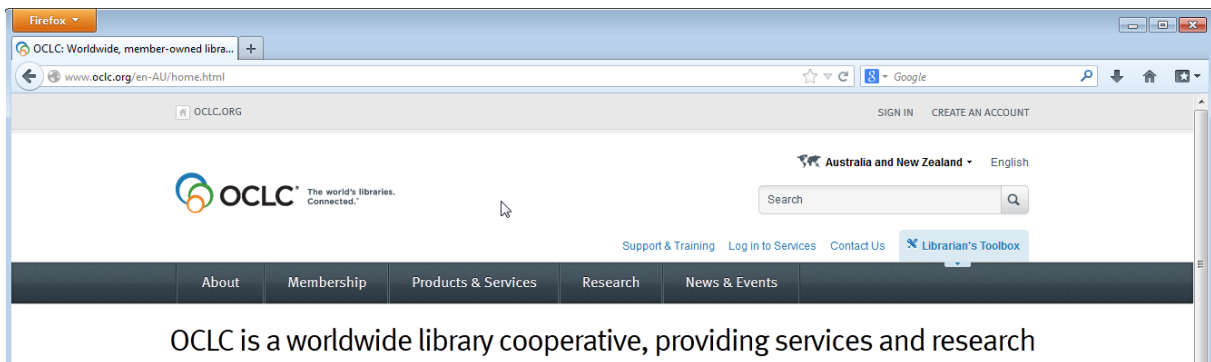 Firefox
OCLC: Worldwide, member-owned libra...
www.oclc.org/en-AU/home.html
Google
OCLC.ORG
SIGN IN CREATE AN ACCOUNT
Australia and New Zealand English
OCLC® The world's libraries. Connected.™
Search
Support & Training Log in to Services Contact Us Librarian's Toolbox
About Membership Products & Services Research News & Events
OCLC is a worldwide library cooperative, providing services and research